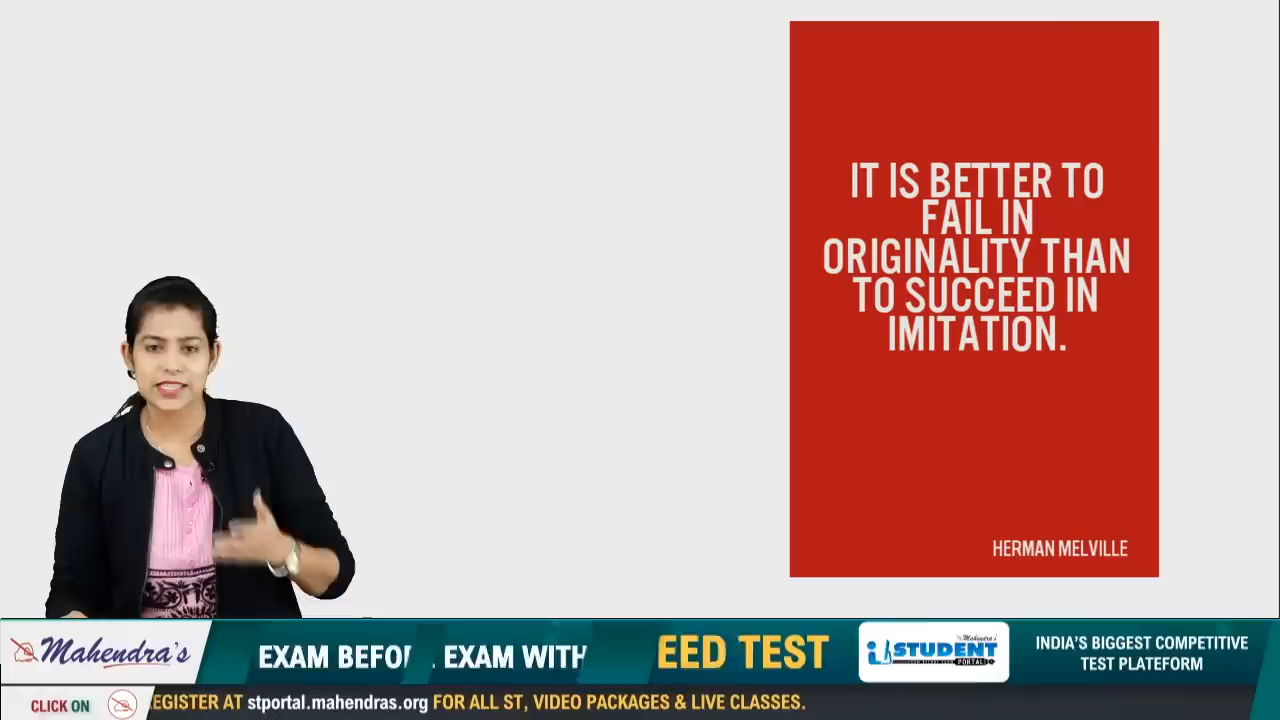 IT IS BETTER TO
FAIL IN
ORIGINALITY THAN
TO SUCCEED IN
IMITATION.
HERMAN MELVILLE
Mahendra's
EXAM EXAM WITH
TEST
Mahendra's
STUDENT
PORTAL
INDIA'S BIGGEST COMPETITIVE
TEST PLATEFORM
CLICK ON
EGISTER AT stportal.mahendras.org FOR ALL ST, VIDEO PACKAGES & LIVE CLASSES.